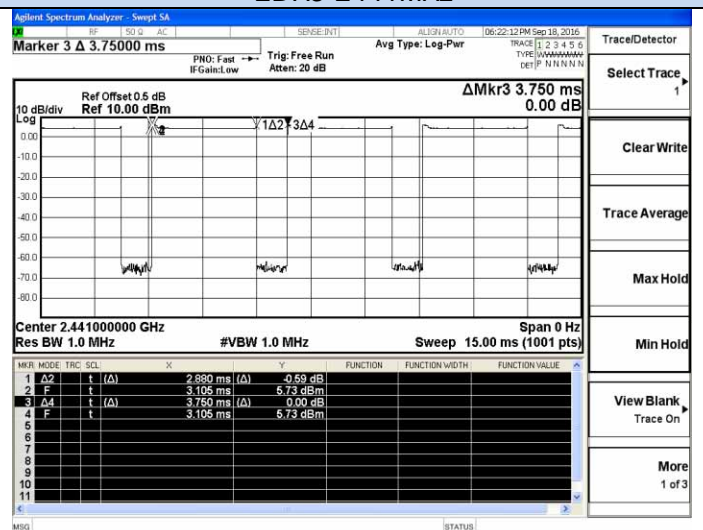 Agilent Spectrum Analyzer - Swept SA
RF 50 Ω AC SENSE:INT ALIGN AUTO 06:22:12 PM Sep 18, 2016
Marker 3 Δ 3.75000 ms
PNO: Fast
IFGain:Low
Trig: Free Run
Atten: 20 dB
Avg Type: Log-Pwr
TRACE 1 2 3 4 5 6
TYPE WWWWWW
DET P N N N N N
ΔMkr3 3.750 ms
0.00 dB
Ref Offset 0.5 dB
10 dB/div Ref 10.00 dBm
Log
1Δ2 3Δ4
0.00
-10.0
-20.0
-30.0
-40.0
-50.0
-60.0
-70.0
-80.0
Center 2.441000000 GHz Span 0 Hz
Res BW 1.0 MHz #VBW 1.0 MHz Sweep 15.00 ms (1001 pts)
MKR MODE TRC SCL X Y FUNCTION FUNCTION WIDTH FUNCTION VALUE
1 Δ2 t (Δ) 2.880 ms (Δ) -0.59 dB
2 F t 3.105 ms 5.73 dBm
3 Δ4 t (Δ) 3.750 ms (Δ) 0.00 dB
4 F t 3.105 ms 5.73 dBm
5
6
7
8
9
10
11
MSG STATUS
Trace/Detector
Select Trace
1
Clear Write
Trace Average
Max Hold
Min Hold
View Blank
Trace On
More
1 of 3